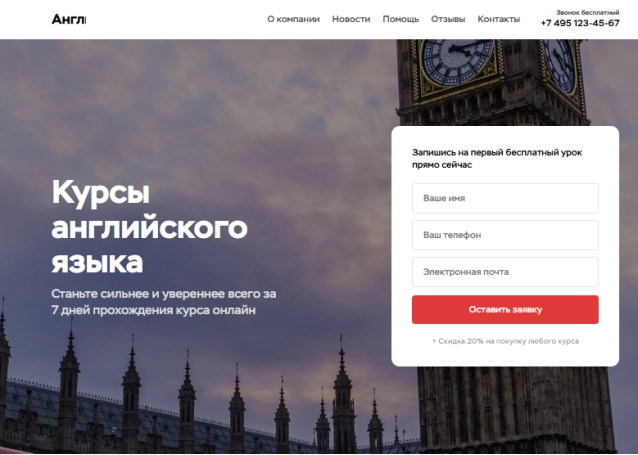 Англі
О компании Новости Помощь Отзывы Контакты
Звонок бесплатный
+7 495 123-45-67
Запишись на первый бесплатный урок
прямо сейчас
Ваше имя
Ваш телефон
Электронная почта
Оставить заявку
+ Скидка 20% на покупку любого курса
Курсы
английского
языка
Станьте сильнее и увереннее всего за
7 дней прохождения курса онлайн